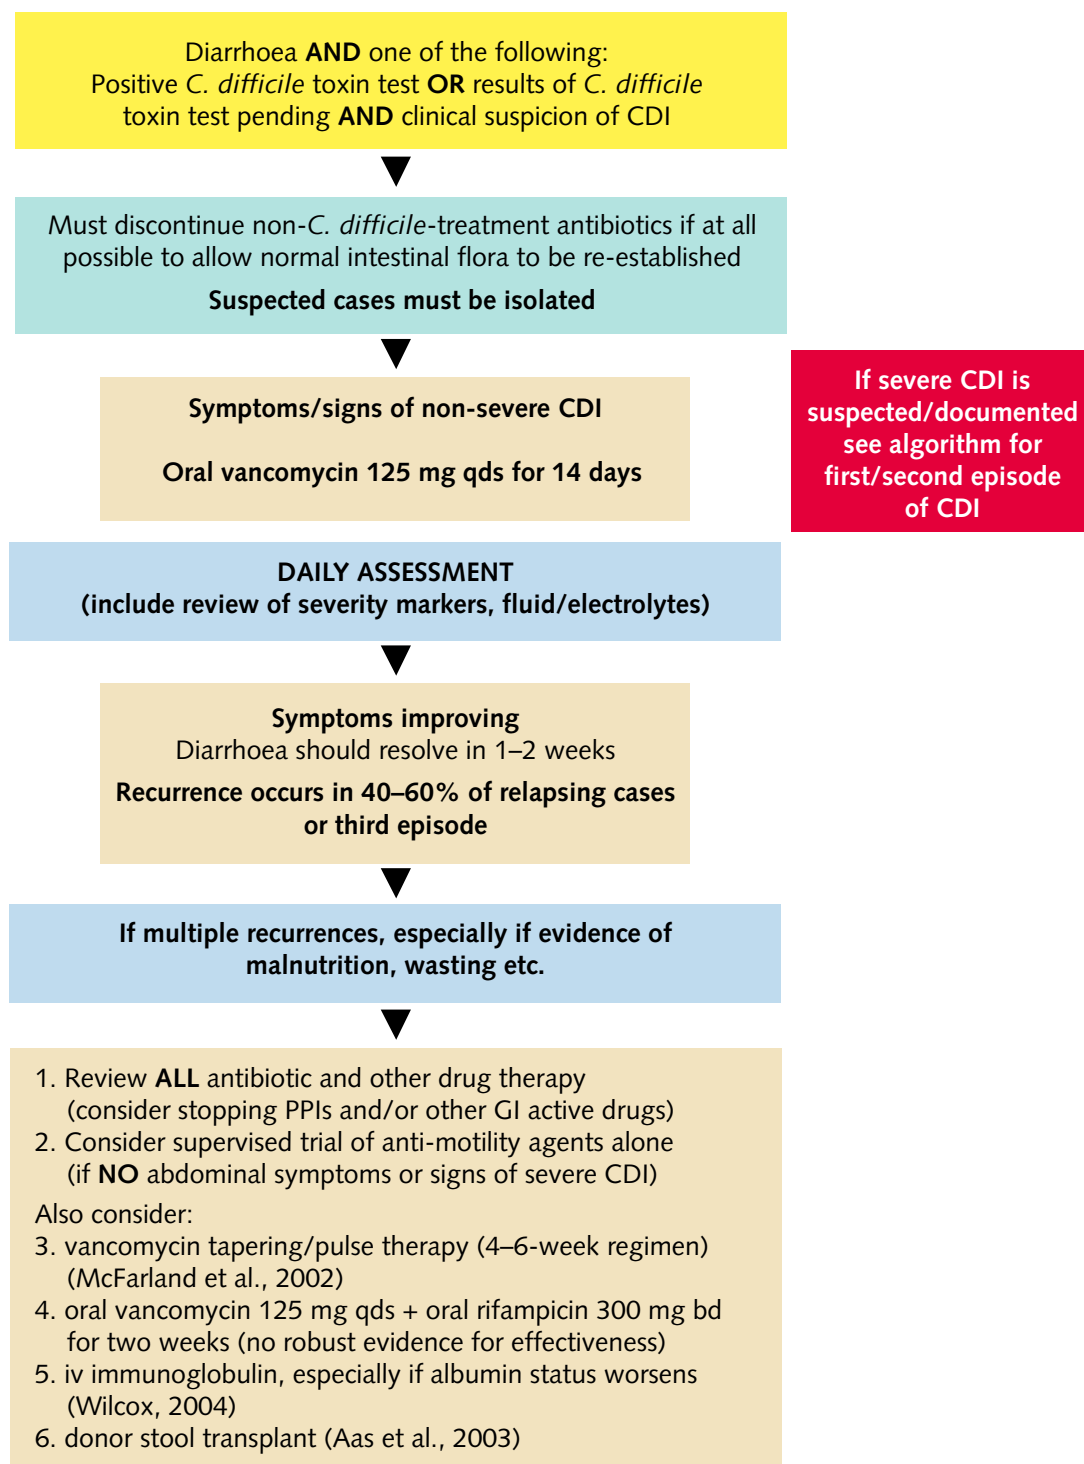 Diarrhoea AND one of the following:
Positive C. difficile toxin test OR results of C. difficile
toxin test pending AND clinical suspicion of CDI
Must discontinue non-C. difficile-treatment antibiotics if at all
possible to allow normal intestinal flora to be re-established
Suspected cases must be isolated
Symptoms/signs of non-severe CDI
Oral vancomycin 125 mg qds for 14 days
If severe CDI is
suspected/documented
see algorithm for
first/second episode
of CDI
DAILY ASSESSMENT
(include review of severity markers, fluid/electrolytes)
Symptoms improving
Diarrhoea should resolve in 1–2 weeks
Recurrence occurs in 40–60% of relapsing cases
or third episode
If multiple recurrences, especially if evidence of
malnutrition, wasting etc.
1. Review ALL antibiotic and other drug therapy
(consider stopping PPIs and/or other GI active drugs)
2. Consider supervised trial of anti-motility agents alone
(if NO abdominal symptoms or signs of severe CDI)
Also consider:
3. vancomycin tapering/pulse therapy (4–6-week regimen)
(McFarland et al., 2002)
4. oral vancomycin 125 mg qds + oral rifampicin 300 mg bd
for two weeks (no robust evidence for effectiveness)
5. iv immunoglobulin, especially if albumin status worsens
(Wilcox, 2004)
6. donor stool transplant (Aas et al., 2003)